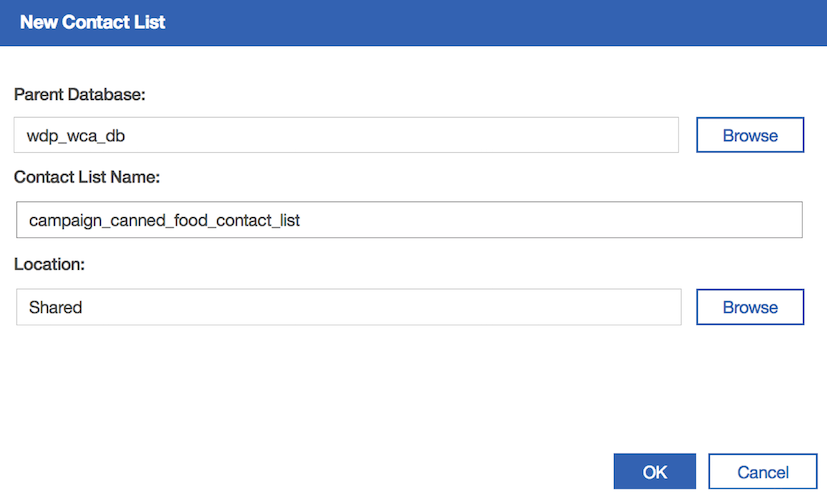 New Contact List
Parent Database:
wdp_wca_db
Browse
Contact List Name:
campaign_canned_food_contact_list
Location:
Shared
Browse
OK
Cancel